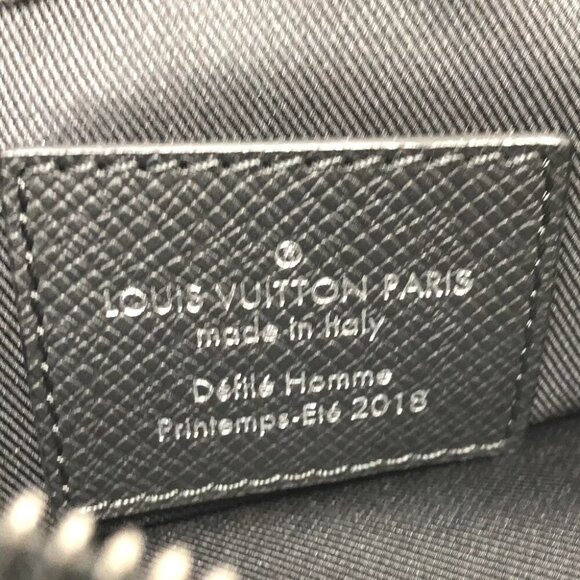 LOUIS VUITTON PARIS
made in Italy
Défilé Homme
Printemps-Eté 2018